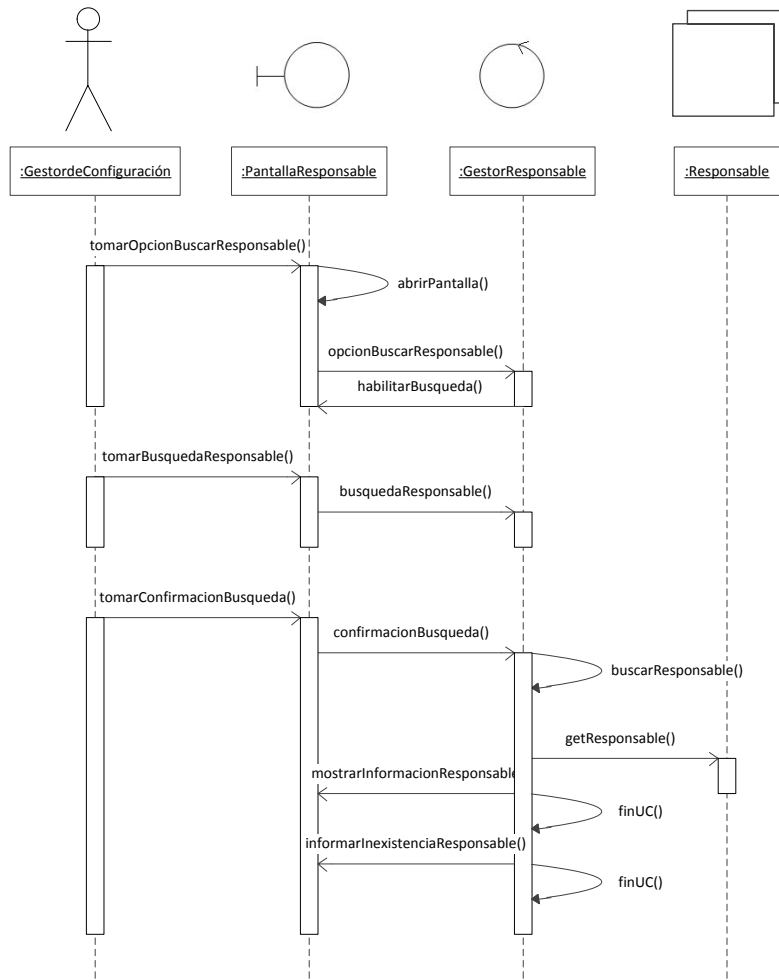 :GestordeConfiguración
:PantallaResponsable
:GestorResponsable
:Responsable
tomarOpcionBuscarResponsable()
abrirPantalla()
opcionBuscarResponsable()
habilitarBusqueda()
tomarBusquedaResponsable()
busquedaResponsable()
tomarConfirmacionBusqueda()
confirmacionBusqueda()
buscarResponsable()
getResponsable()
mostrarInformacionResponsable
finUC()
informarInexistenciaResponsable()
finUC()